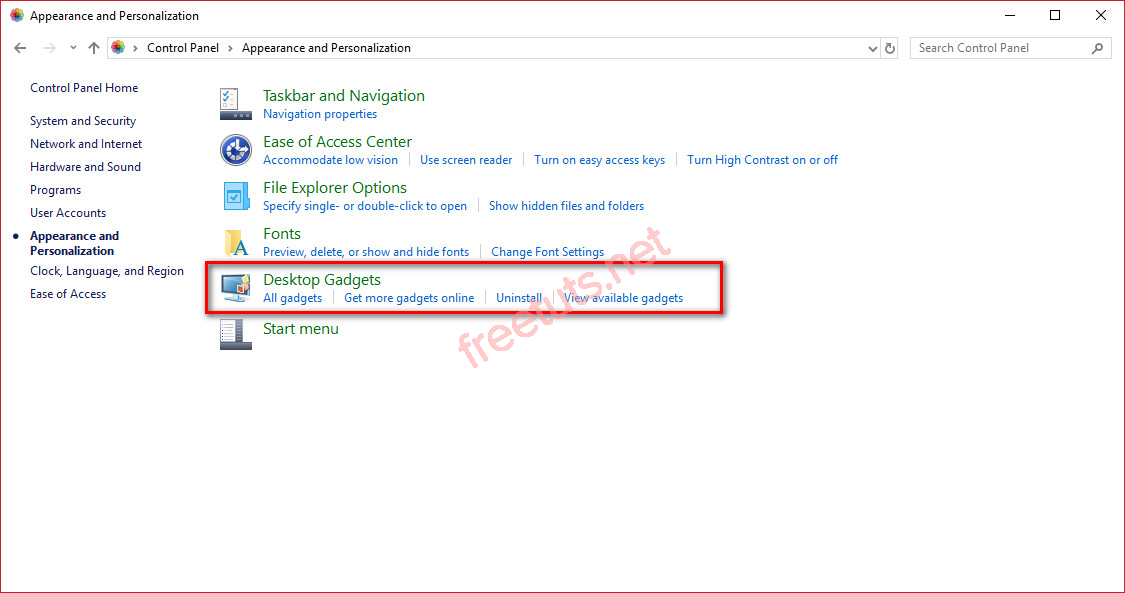 Appearance and Personalization
Control Panel > Appearance and Personalization
Search Control Panel
Control Panel Home
System and Security
Network and Internet
Hardware and Sound
Programs
User Accounts
Appearance and
Personalization
Clock, Language, and Region
Ease of Access
Taskbar and Navigation
Navigation properties
Ease of Access Center
Accommodate low vision | Use screen reader | Turn on easy access keys | Turn High Contrast on or off
File Explorer Options
Specify single- or double-click to open | Show hidden files and folders
Fonts
Preview, delete, or show and hide fonts | Change Font Settings
Desktop Gadgets
All gadgets | Get more gadgets online | Uninstall | View available gadgets
Start menu
freetuts.net